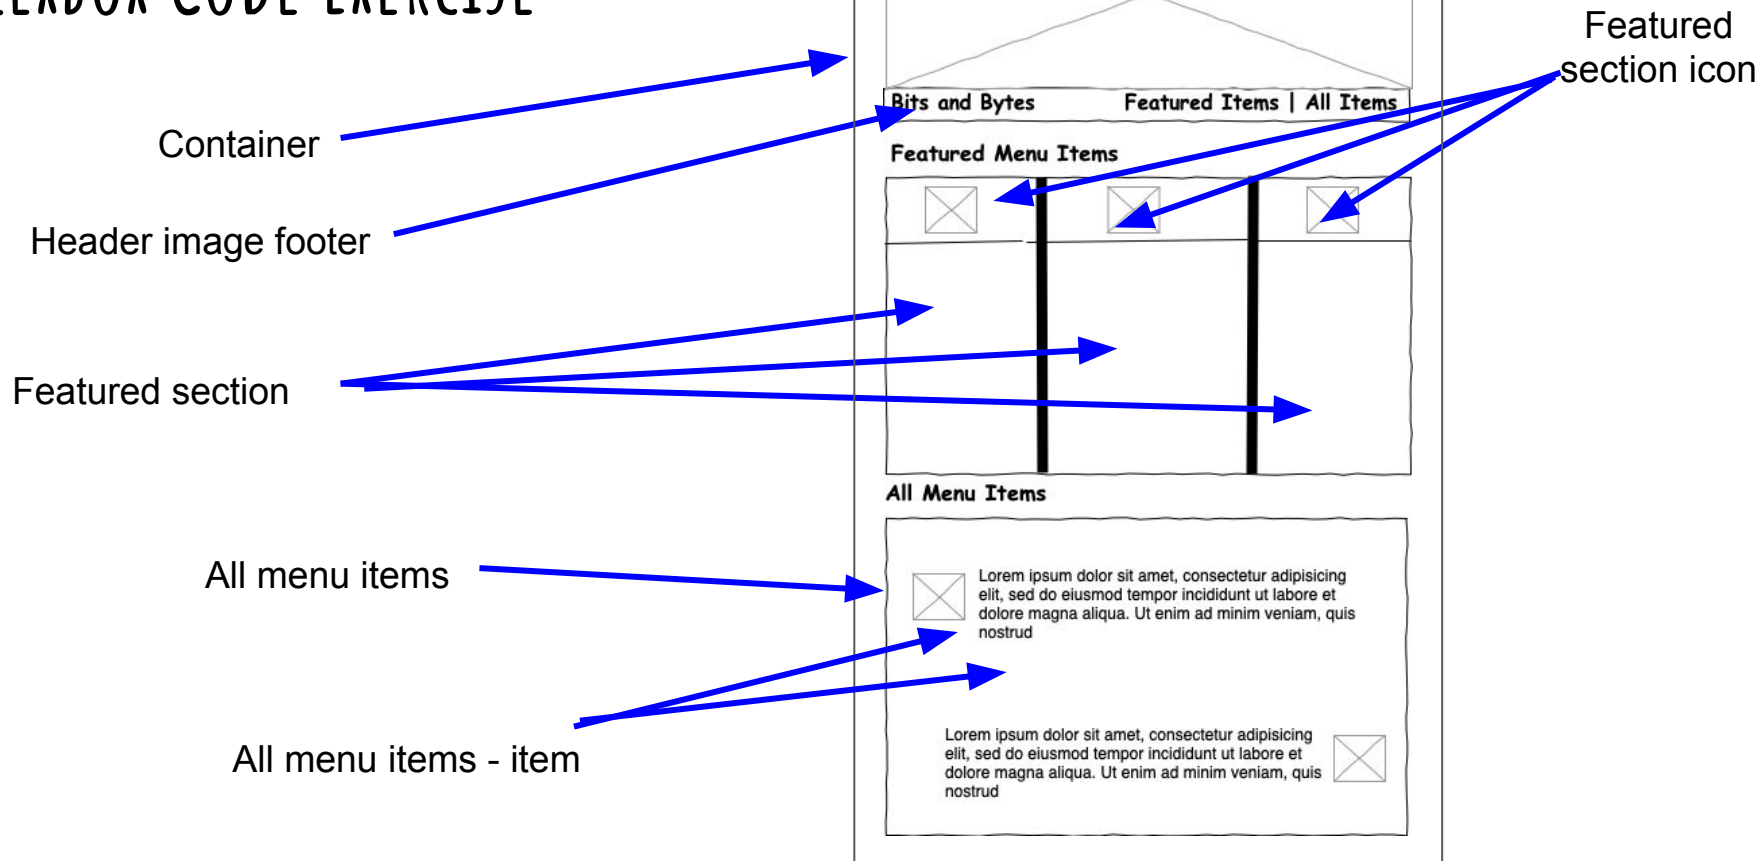 CODE EXERCISE
Featured
section icon
Container
Header image footer
Featured section
All menu items
All menu items - item
Bits and Bytes
Featured Items | All Items
Featured Menu Items
All Menu Items
Lorem ipsum dolor sit amet, consectetur adipisicing
elit, sed do eiusmod tempor incididunt ut labore et
dolore magna aliqua. Ut enim ad minim veniam, quis
nostrud
Lorem ipsum dolor sit amet, consectetur adipisicing
elit, sed do eiusmod tempor incididunt ut labore et
dolore magna aliqua. Ut enim ad minim veniam, quis
nostrud